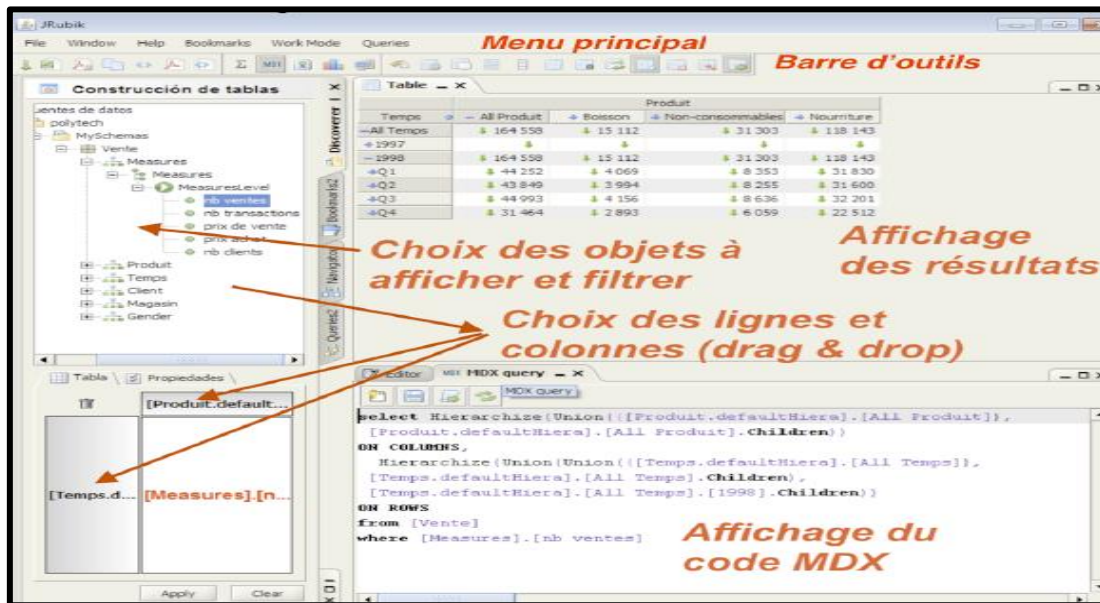 JRubik
File Window Help Bookmarks Work Mode Queries
Menu principal
Σ MDX
Barre d'outils
Construcción de tablas
uentes de datos
polytech
MySchemas
Vente
Measures
Measures
MeasuresLevel
nb ventes
nb transactions
prix de vente
prix achat
nb clients
Produit
Temps
Client
Magasin
Gender
Discoverer
Bookmarks2
Navigato
Queries2
Table
Produit
Temps All Produit Boisson Non-consommables Nourriture
All Temps 164 558 15 112 31 303 118 143
1997
1998 164 558 15 112 31 303 118 143
Q1 44 252 4 069 8 353 31 830
Q2 43 849 3 994 8 255 31 600
Q3 44 993 4 156 8 636 32 201
Q4 31 464 2 893 6 059 22 512
Choix des objets à
afficher et filtrer
Affichage
des résultats
Choix des lignes et
colonnes (drag & drop)
Tabla Propiedades
[Produit.default...
[Temps.d... [Measures].[n...
Apply Clear
Editor MDX MDX query
MDX query
select Hierarchize(Union({[Produit.defaultHiera].[All Produit]},
[Produit.defaultHiera].[All Produit].Children))
ON COLUMNS,
Hierarchize(Union(Union({[Temps.defaultHiera].[All Temps]},
[Temps.defaultHiera].[All Temps].Children),
[Temps.defaultHiera].[All Temps].[1998].Children))
ON ROWS
from [Vente]
where [Measures].[nb ventes]
Affichage du
code MDX